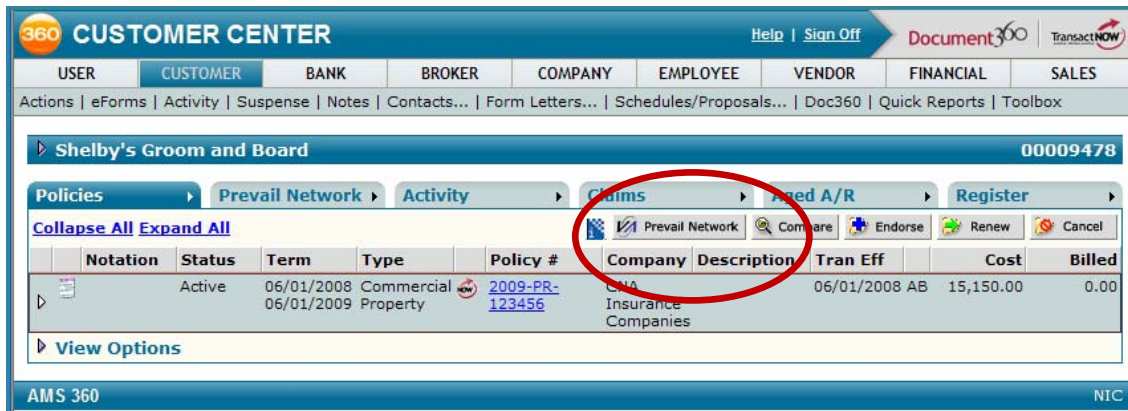 360 CUSTOMER CENTER Help | Sign Off Document360 TransactNOW
USER CUSTOMER BANK BROKER COMPANY EMPLOYEE VENDOR FINANCIAL SALES
Actions | eForms | Activity | Suspense | Notes | Contacts... | Form Letters... | Schedules/Proposals... | Doc360 | Quick Reports | Toolbox
Shelby's Groom and Board 00009478
Policies Prevail Network Activity Claims Aged A/R Register
Collapse All Expand All Prevail Network Compare Endorse Renew Cancel
Notation Status Term Type Policy # Company Description Tran Eff Cost Billed
Active 06/01/2008 Commercial NOW 2009-PR- CNA 06/01/2008 AB 15,150.00 0.00
06/01/2009 Property 123456 Insurance
Companies
View Options
AMS 360 NIC